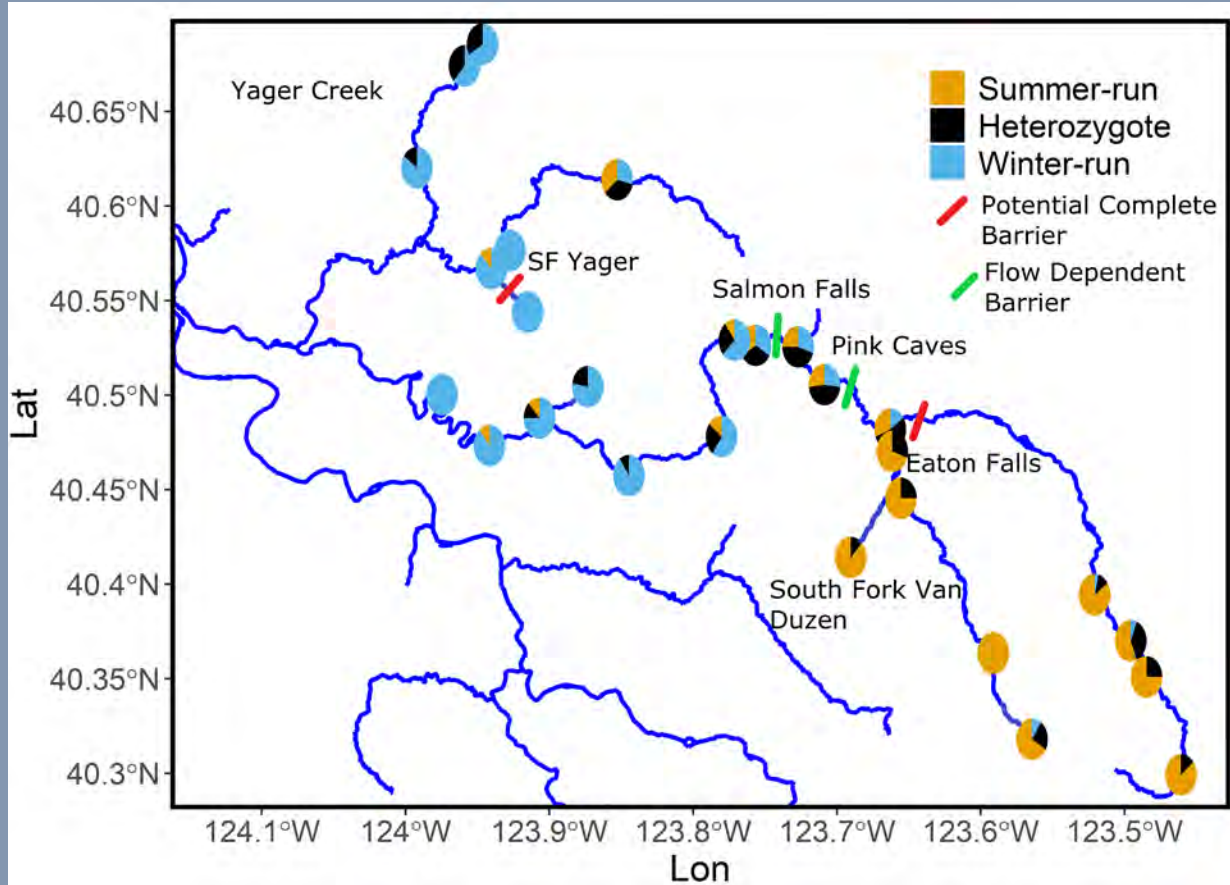 Yager Creek
Summer-run
Heterozygote
Winter-run
Potential Complete
Barrier
Flow Dependent
Barrier
SF Yager
Salmon Falls
Pink Caves
Eaton Falls
South Fork Van
Duzen
Lat
40.65°N
40.6°N
40.55°N
40.5°N
40.45°N
40.4°N
40.35°N
40.3°N
124.1°W 124°W 123.9°W 123.8°W 123.7°W 123.6°W 123.5°W
Lon